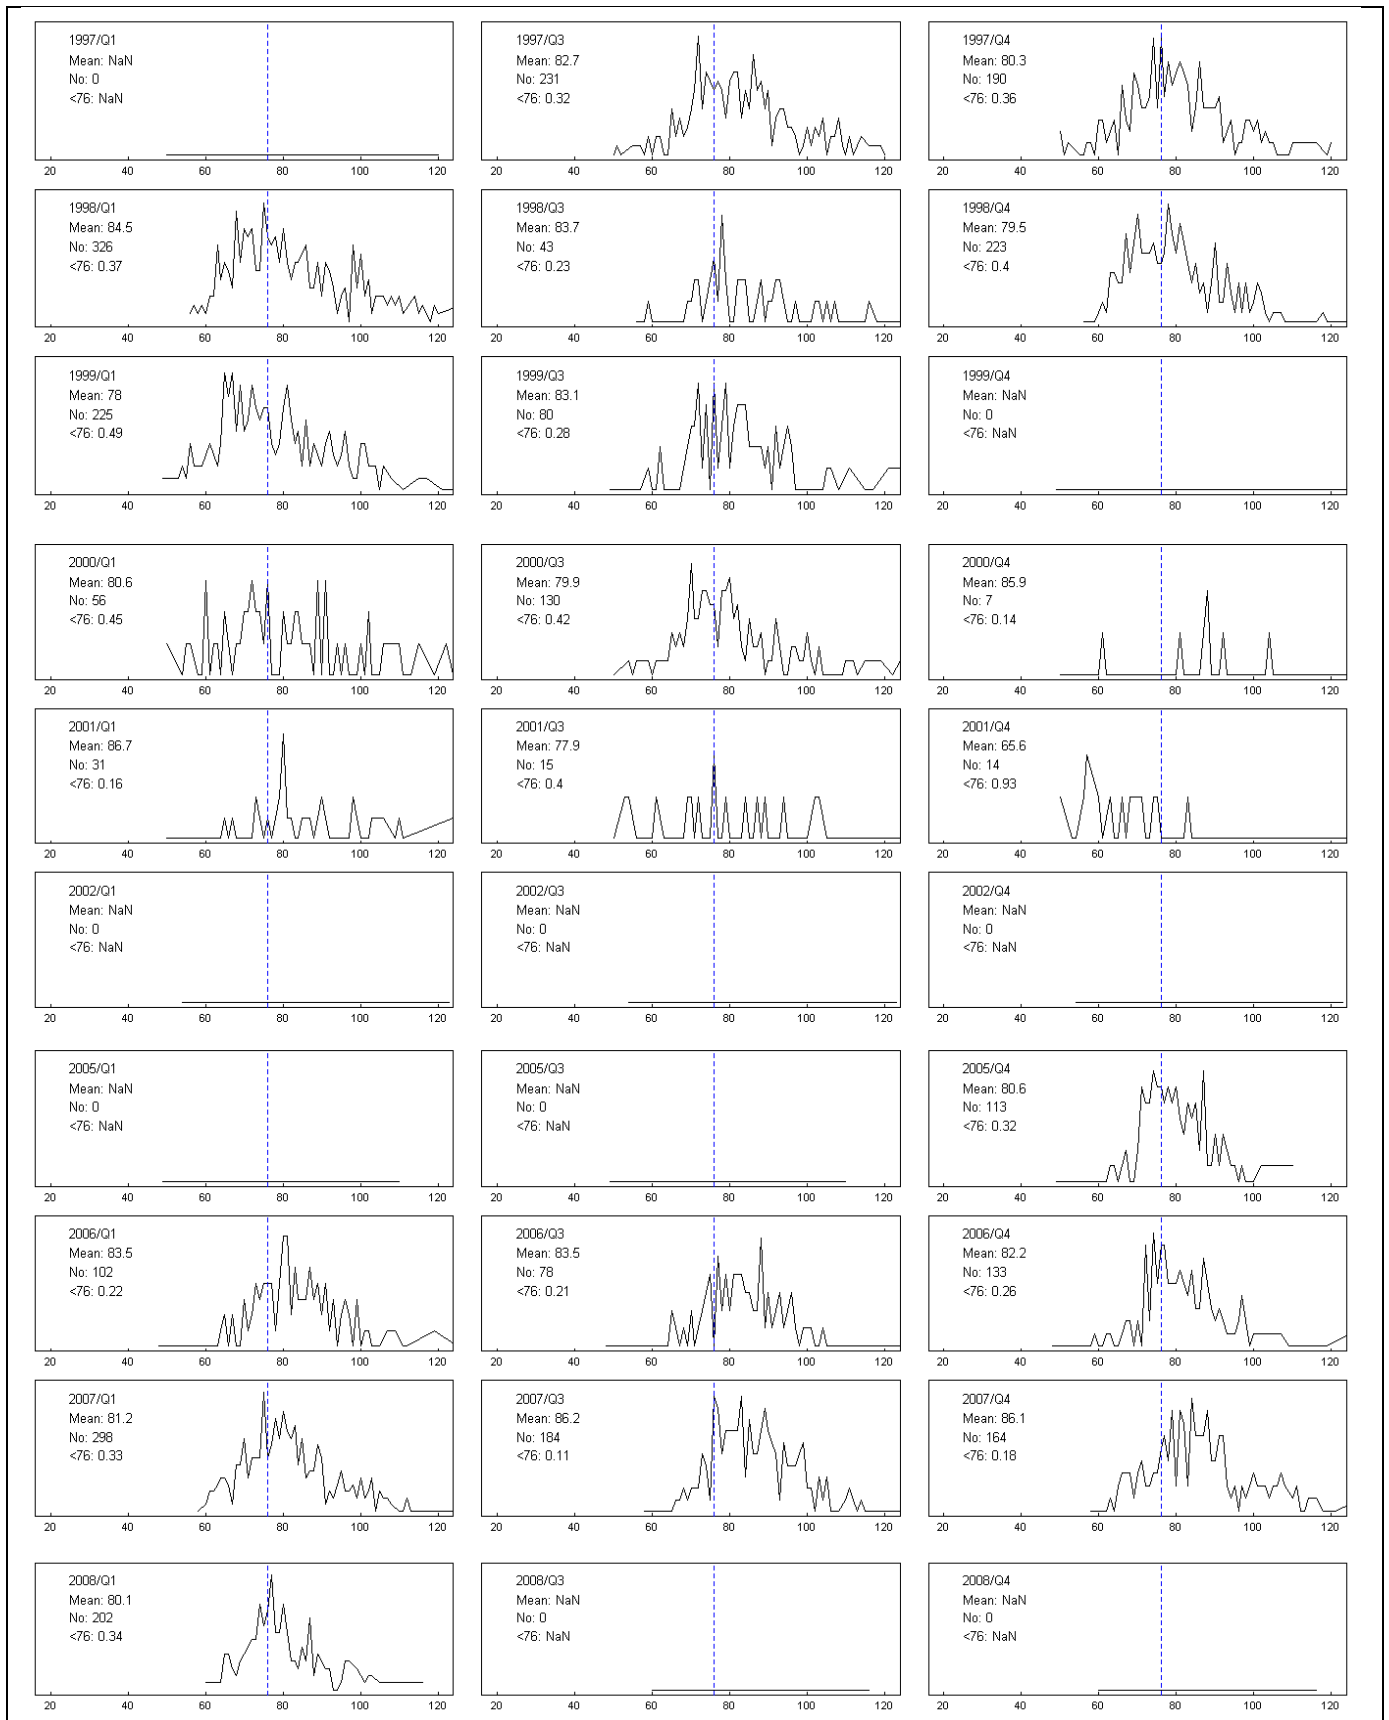 1997/Q1
Mean: NaN
No: 0
<76: NaN
20 40 60 80 100 120
1997/Q3
Mean: 82.7
No: 231
<76: 0.32
20 40 60 80 100 120
1997/Q4
Mean: 80.3
No: 190
<76: 0.36
20 40 60 80 100 120
1998/Q1
Mean: 84.5
No: 326
<76: 0.37
20 40 60 80 100 120
1998/Q3
Mean: 83.7
No: 43
<76: 0.23
20 40 60 80 100 120
1998/Q4
Mean: 79.5
No: 223
<76: 0.4
20 40 60 80 100 120
1999/Q1
Mean: 78
No: 225
<76: 0.49
20 40 60 80 100 120
1999/Q3
Mean: 83.1
No: 80
<76: 0.28
20 40 60 80 100 120
1999/Q4
Mean: NaN
No: 0
<76: NaN
20 40 60 80 100 120
2000/Q1
Mean: 80.6
No: 56
<76: 0.45
20 40 60 80 100 120
2000/Q3
Mean: 79.9
No: 130
<76: 0.42
20 40 60 80 100 120
2000/Q4
Mean: 85.9
No: 7
<76: 0.14
20 40 60 80 100 120
2001/Q1
Mean: 86.7
No: 31
<76: 0.16
20 40 60 80 100 120
2001/Q3
Mean: 77.9
No: 15
<76: 0.4
20 40 60 80 100 120
2001/Q4
Mean: 65.6
No: 14
<76: 0.93
20 40 60 80 100 120
2002/Q1
Mean: NaN
No: 0
<76: NaN
20 40 60 80 100 120
2002/Q3
Mean: NaN
No: 0
<76: NaN
20 40 60 80 100 120
2002/Q4
Mean: NaN
No: 0
<76: NaN
20 40 60 80 100 120
2005/Q1
Mean: NaN
No: 0
<76: NaN
20 40 60 80 100 120
2005/Q3
Mean: NaN
No: 0
<76: NaN
20 40 60 80 100 120
2005/Q4
Mean: 80.6
No: 113
<76: 0.32
20 40 60 80 100 120
2006/Q1
Mean: 83.5
No: 102
<76: 0.22
20 40 60 80 100 120
2006/Q3
Mean: 83.5
No: 78
<76: 0.21
20 40 60 80 100 120
2006/Q4
Mean: 82.2
No: 133
<76: 0.26
20 40 60 80 100 120
2007/Q1
Mean: 81.2
No: 298
<76: 0.33
20 40 60 80 100 120
2007/Q3
Mean: 86.2
No: 184
<76: 0.11
20 40 60 80 100 120
2007/Q4
Mean: 86.1
No: 164
<76: 0.18
20 40 60 80 100 120
2008/Q1
Mean: 80.1
No: 202
<76: 0.34
20 40 60 80 100 120
2008/Q3
Mean: NaN
No: 0
<76: NaN
20 40 60 80 100 120
2008/Q4
Mean: NaN
No: 0
<76: NaN
20 40 60 80 100 120